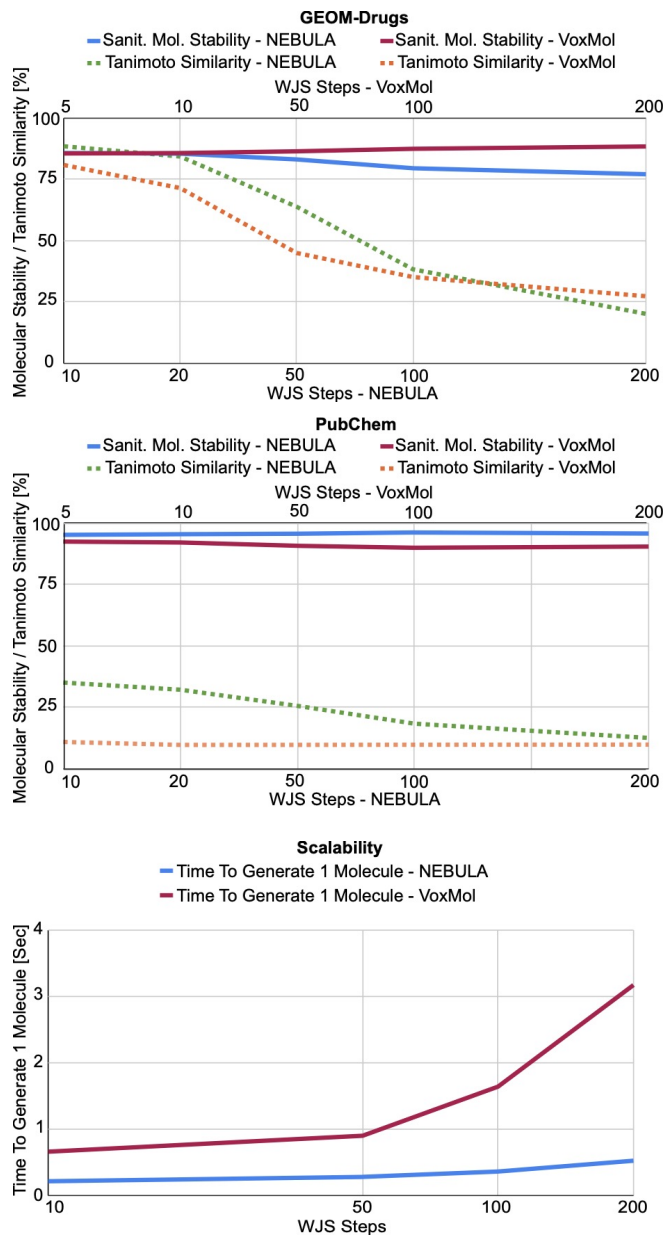 GEOM-Drugs
Sanit. Mol. Stability - NEBULA Sanit. Mol. Stability - VoxMol
Tanimoto Similarity - NEBULA Tanimoto Similarity - VoxMol
WJS Steps - VoxMol
5 10 50 100 200
Molecular Stability / Tanimoto Similarity [%]
100
75
50
25
0
10 20 50 100 200
WJS Steps - NEBULA
PubChem
Sanit. Mol. Stability - NEBULA Sanit. Mol. Stability - VoxMol
Tanimoto Similarity - NEBULA Tanimoto Similarity - VoxMol
WJS Steps - VoxMol
5 10 50 100 200
Molecular Stability / Tanimoto Similarity [%]
100
75
50
25
0
10 20 50 100 200
WJS Steps - NEBULA
Scalability
Time To Generate 1 Molecule - NEBULA
Time To Generate 1 Molecule - VoxMol
Time To Generate 1 Molecule [Sec]
4
3
2
1
0
10 50 100 200
WJS Steps